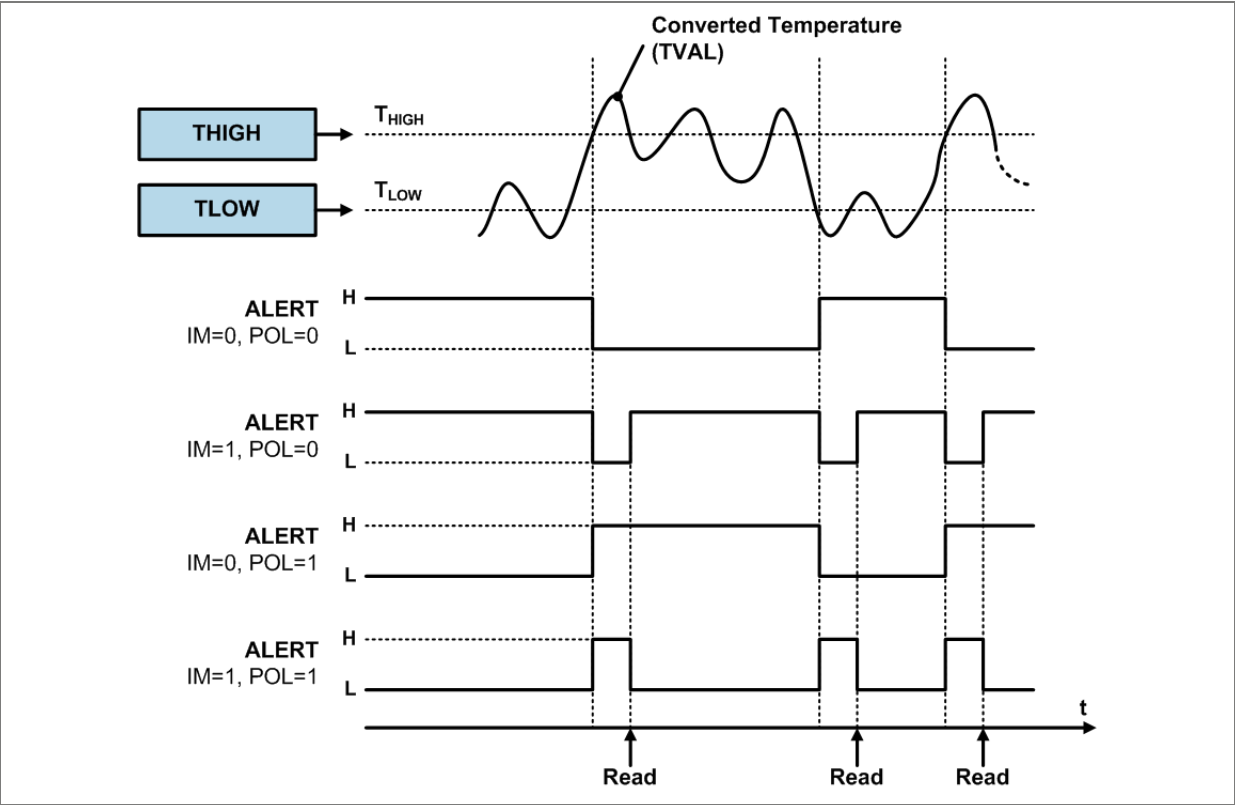 Converted Temperature
(TVAL)
THIGH
THIGH
TLOW
TLOW
ALERT
IM=0, POL=0
H
L
ALERT
IM=1, POL=0
H
L
ALERT
IM=0, POL=1
H
L
ALERT
IM=1, POL=1
H
L
t
Read
Read
Read